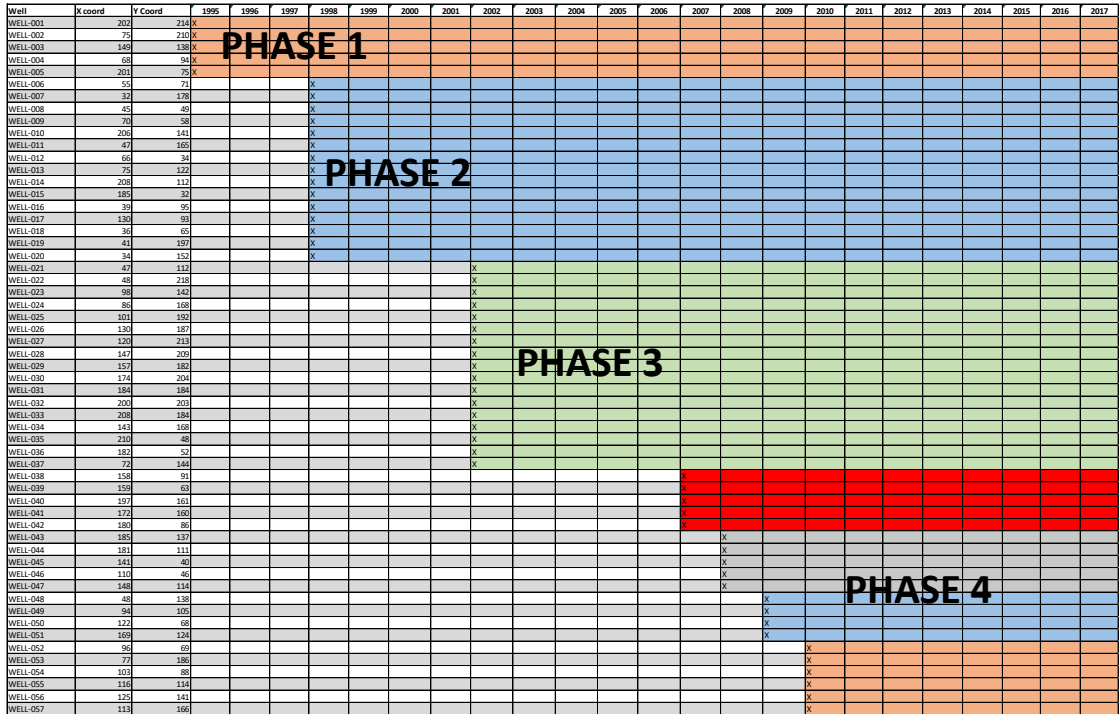 Well X coord Y Coord 1995 1996 1997 1998 1999 2000 2001 2002 2003 2004 2005 2006 2007 2008 2009 2010 2011 2012 2013 2014 2015 2016 2017
WELL-001 202 214 X
WELL-002 75 210 X
WELL-003 149 138 X
PHASE 1
WELL-004 68 94 X
WELL-005 201 75 X
WELL-006 55 71 X
WELL-007 32 178 X
WELL-008 45 49 X
WELL-009 70 58 X
WELL-010 206 141 X
WELL-011 47 165 X
WELL-012 66 34 X
WELL-013 75 122 X
PHASE 2
WELL-014 208 112 X
WELL-015 185 32 X
WELL-016 39 95 X
WELL-017 130 93 X
WELL-018 36 65 X
WELL-019 41 197 X
WELL-020 34 152 X
WELL-021 47 112 X
WELL-022 48 218 X
WELL-023 98 142 X
WELL-024 86 168 X
WELL-025 101 192 X
WELL-026 130 187 X
WELL-027 120 213 X
WELL-028 147 209 X
PHASE 3
WELL-029 157 182 X
WELL-030 174 204 X
WELL-031 184 184 X
WELL-032 200 203 X
WELL-033 208 184 X
WELL-034 143 168 X
WELL-035 210 48 X
WELL-036 182 52 X
WELL-037 72 144 X
WELL-038 158 91 X
WELL-039 159 63 X
WELL-040 197 161 X
WELL-041 172 160 X
WELL-042 180 86 X
WELL-043 185 137 X
WELL-044 181 111 X
WELL-045 141 40 X
WELL-046 110 46 X
WELL-047 148 114 X
PHASE 4
WELL-048 48 138 X
WELL-049 94 105 X
WELL-050 122 68 X
WELL-051 169 124 X
WELL-052 96 69 X
WELL-053 77 186 X
WELL-054 103 88 X
WELL-055 116 114 X
WELL-056 125 141 X
WELL-057 113 166 X